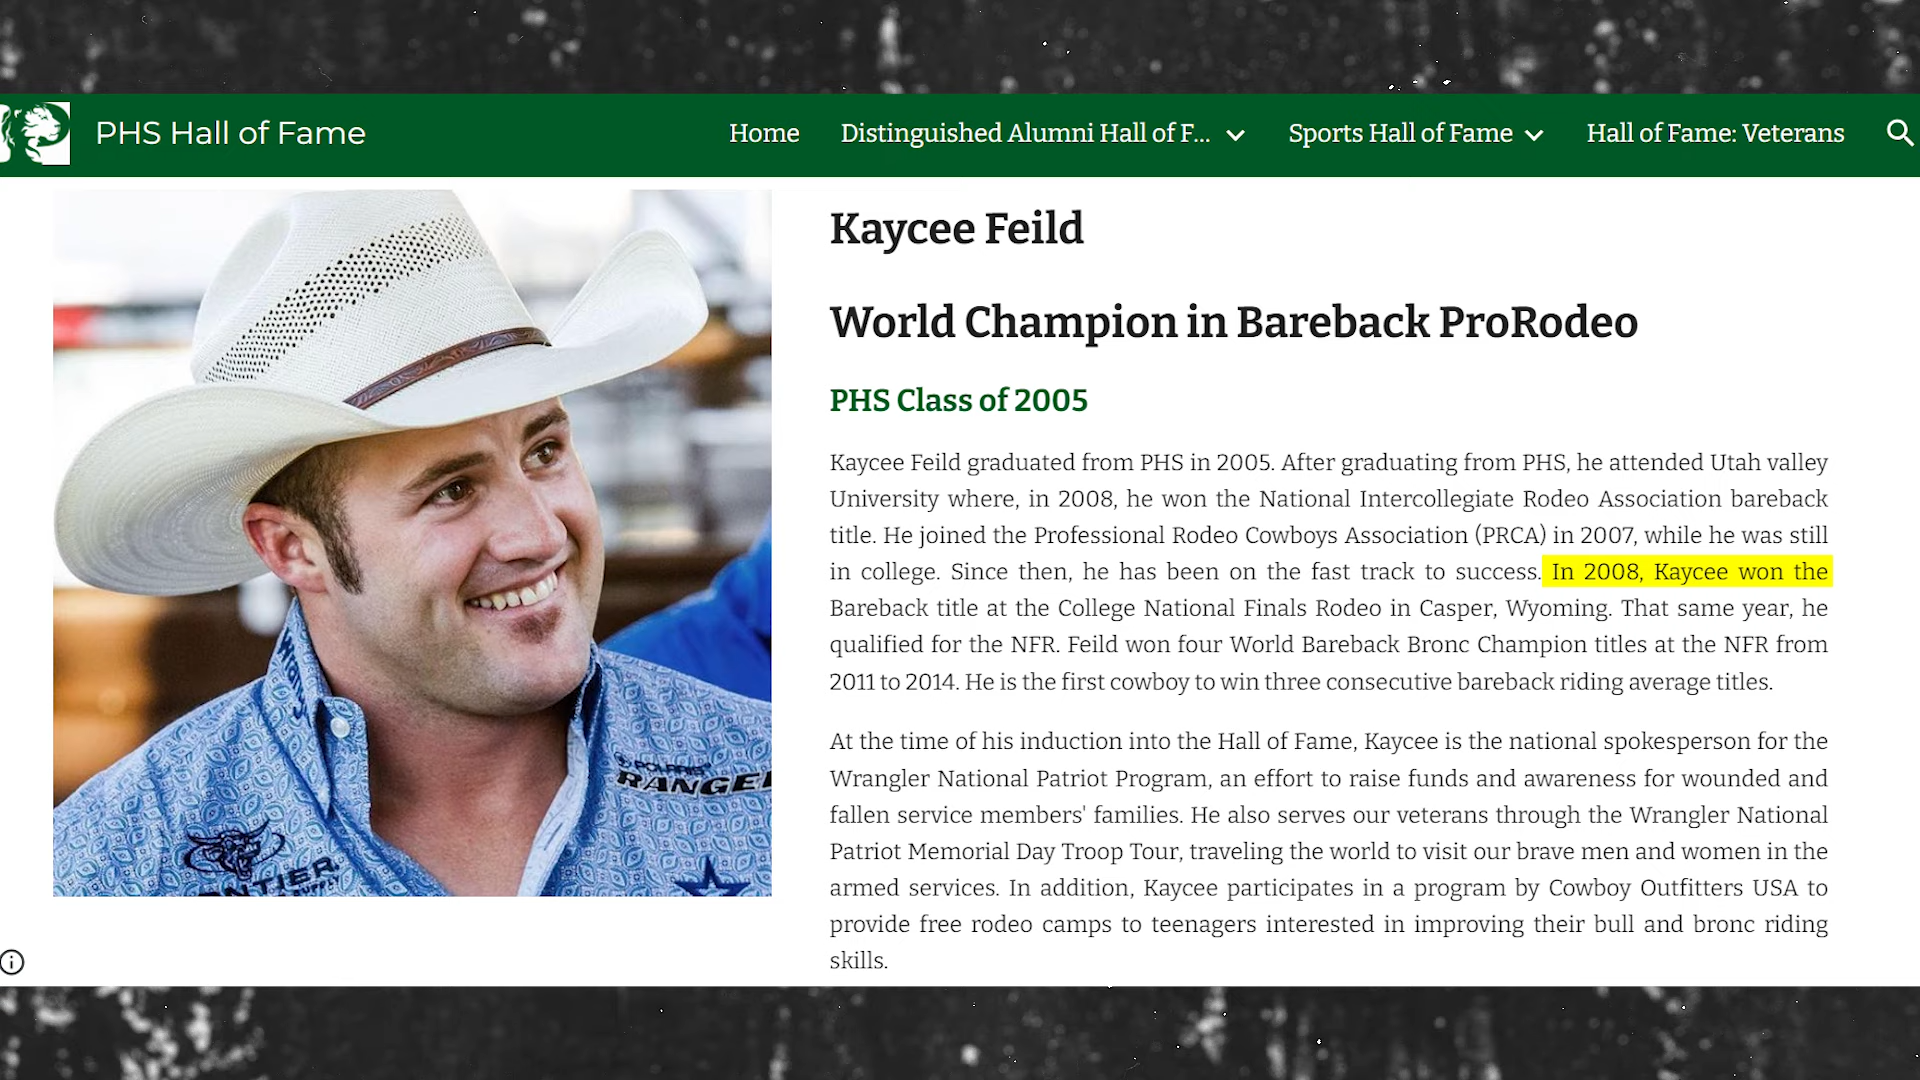 PHS Hall of Fame
Home
Distinguished Alumni Hall of F...
Sports Hall of Fame
Hall of Fame: Veterans
Kaycee Feild
World Champion in Bareback ProRodeo
PHS Class of 2005
Kaycee Feild graduated from PHS in 2005. After graduating from PHS, he attended Utah valley
University where, in 2008, he won the National Intercollegiate Rodeo Association bareback
title. He joined the Professional Rodeo Cowboys Association (PRCA) in 2007, while he was still
in college. Since then, he has been on the fast track to success. In 2008, Kaycee won the
Bareback title at the College National Finals Rodeo in Casper, Wyoming. That same year, he
qualified for the NFR. Feild won four World Bareback Bronc Champion titles at the NFR from
2011 to 2014. He is the first cowboy to win three consecutive bareback riding average titles.
At the time of his induction into the Hall of Fame, Kaycee is the national spokesperson for the
Wrangler National Patriot Program, an effort to raise funds and awareness for wounded and
fallen service members' families. He also serves our veterans through the Wrangler National
Patriot Memorial Day Troop Tour, traveling the world to visit our brave men and women in the
armed services. In addition, Kaycee participates in a program by Cowboy Outfitters USA to
provide free rodeo camps to teenagers interested in improving their bull and bronc riding
skills.
POLARIS
RANGE
NTIER